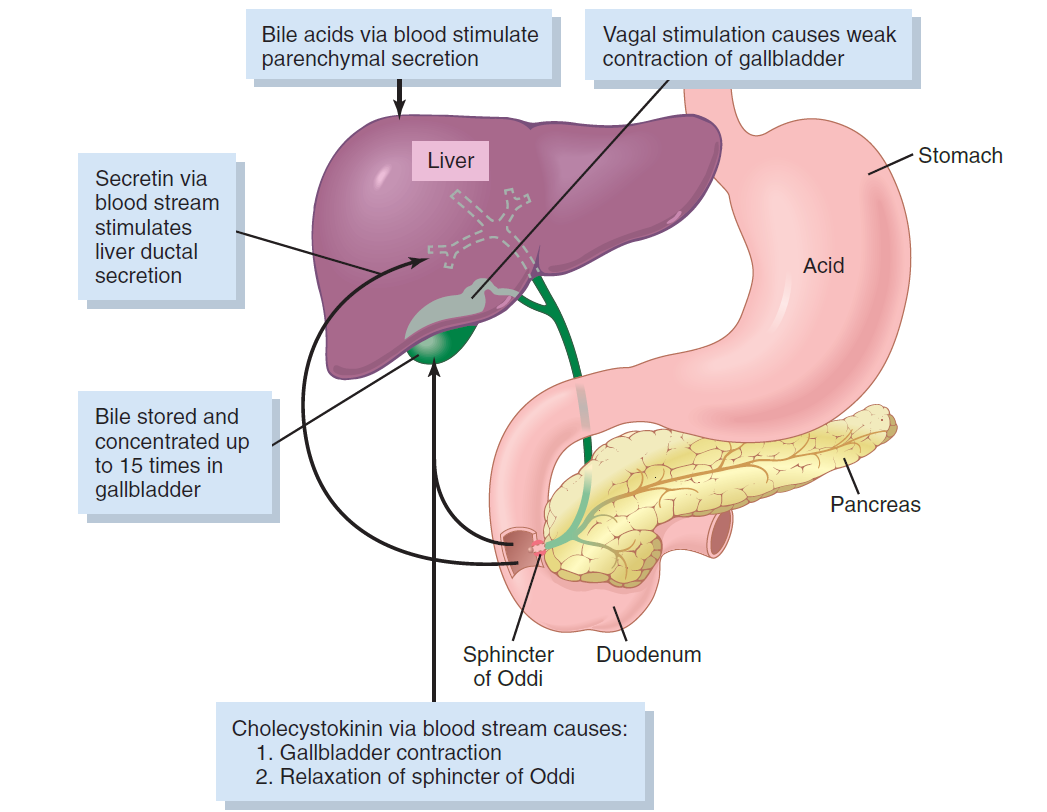 Bile acids via blood stimulate
parenchymal secretion
Vagal stimulation causes weak
contraction of gallbladder
Liver
Stomach
Secretin via
blood stream
stimulates
liver ductal
secretion
Acid
Bile stored and
concentrated up
to 15 times in
gallbladder
Pancreas
Sphincter
of Oddi
Duodenum
Cholecystokinin via blood stream causes:
1. Gallbladder contraction
2. Relaxation of sphincter of Oddi